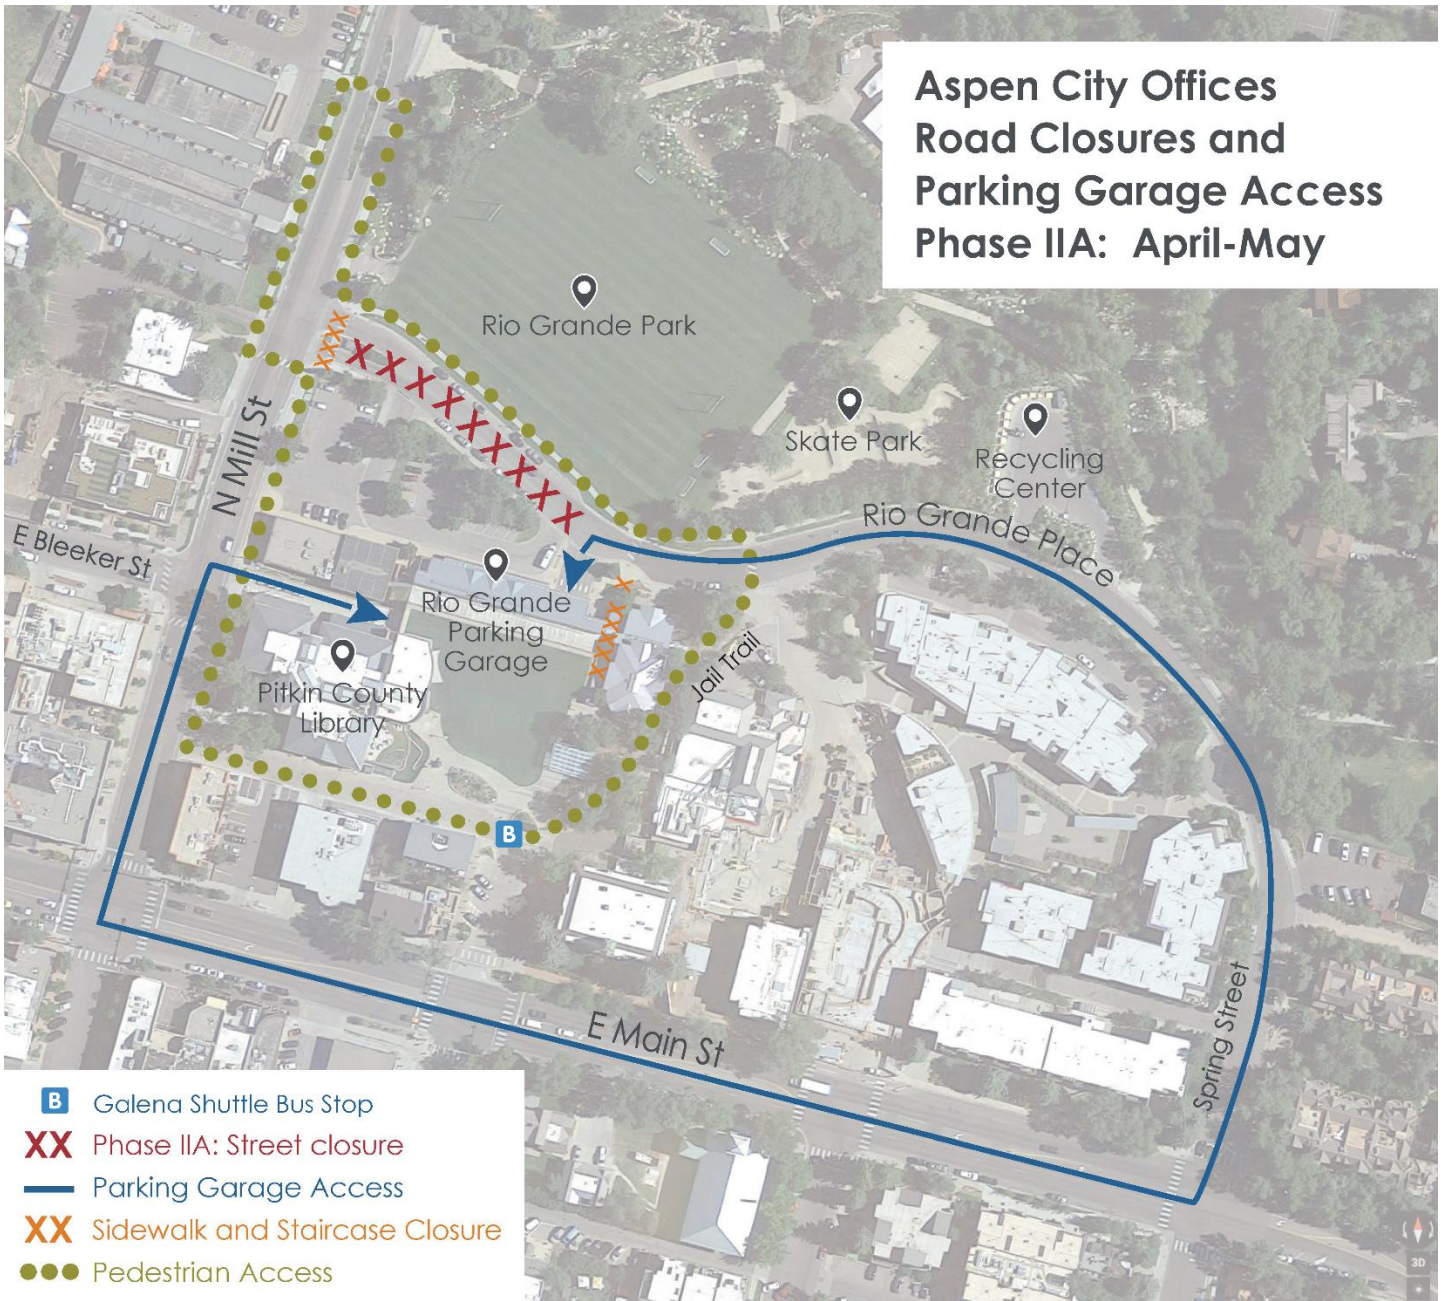 Aspen City Offices
Road Closures and
Parking Garage Access
Phase IIA: April-May
Rio Grande Park
Skate Park
Recycling
Center
N Mill St
Rio Grande Place
E Bleeker St
Rio Grande
Parking
Garage
Jail Trail
Pitkin County
Library
B
E Main St
Spring Street
B Galena Shuttle Bus Stop
XX Phase IIA: Street closure
Parking Garage Access
XX Sidewalk and Staircase Closure
Pedestrian Access
3D